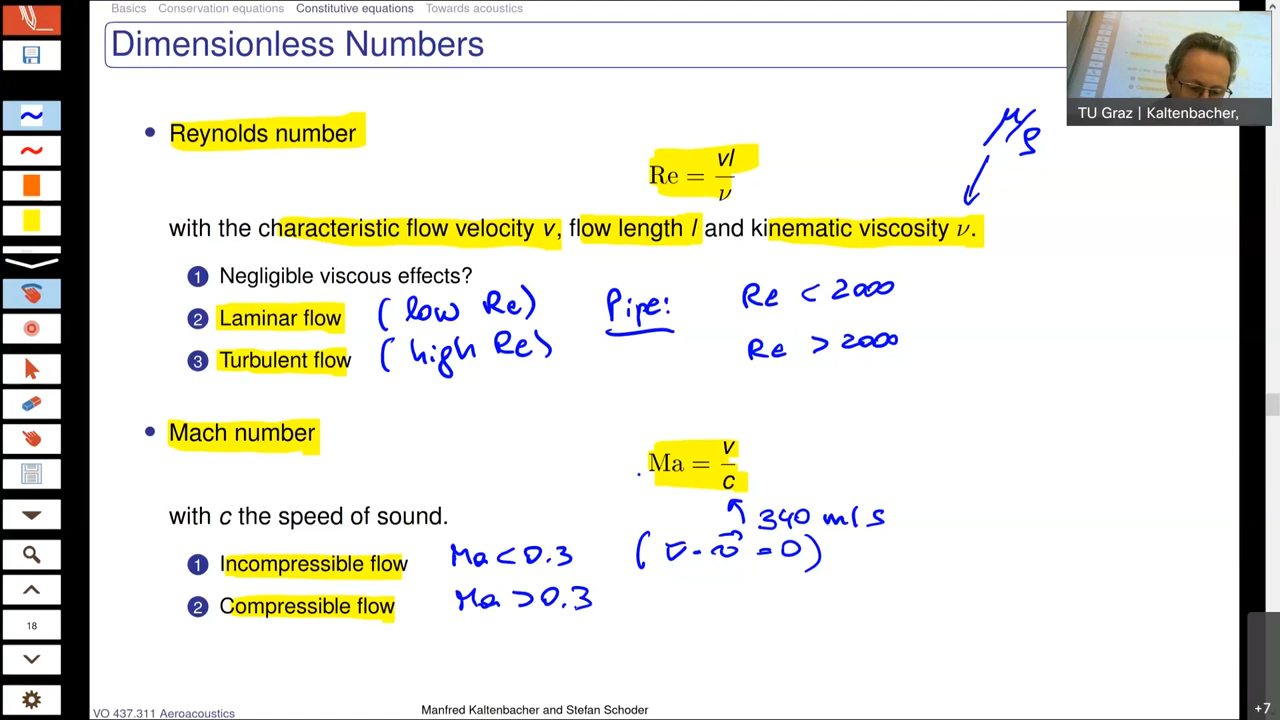 Basics Conservation equations Constitutive equations Towards acoustics
Dimensionless Numbers
TU Graz | Kaltenbacher,
• Reynolds number
μ/ρ
Re = vl/ν
with the characteristic flow velocity v, flow length l and kinematic viscosity ν.
1 Negligible viscous effects?
2 Laminar flow (low Re) Pipe: Re < 2000
3 Turbulent flow (high Re) Re > 2000
• Mach number
Ma = v/c
with c the speed of sound. 340 m/s
1 Incompressible flow Ma < 0.3 (∇·v⃗ = 0)
2 Compressible flow Ma > 0.3
18
VO 437.311 Aeroacoustics Manfred Kaltenbacher and Stefan Schoder
+7